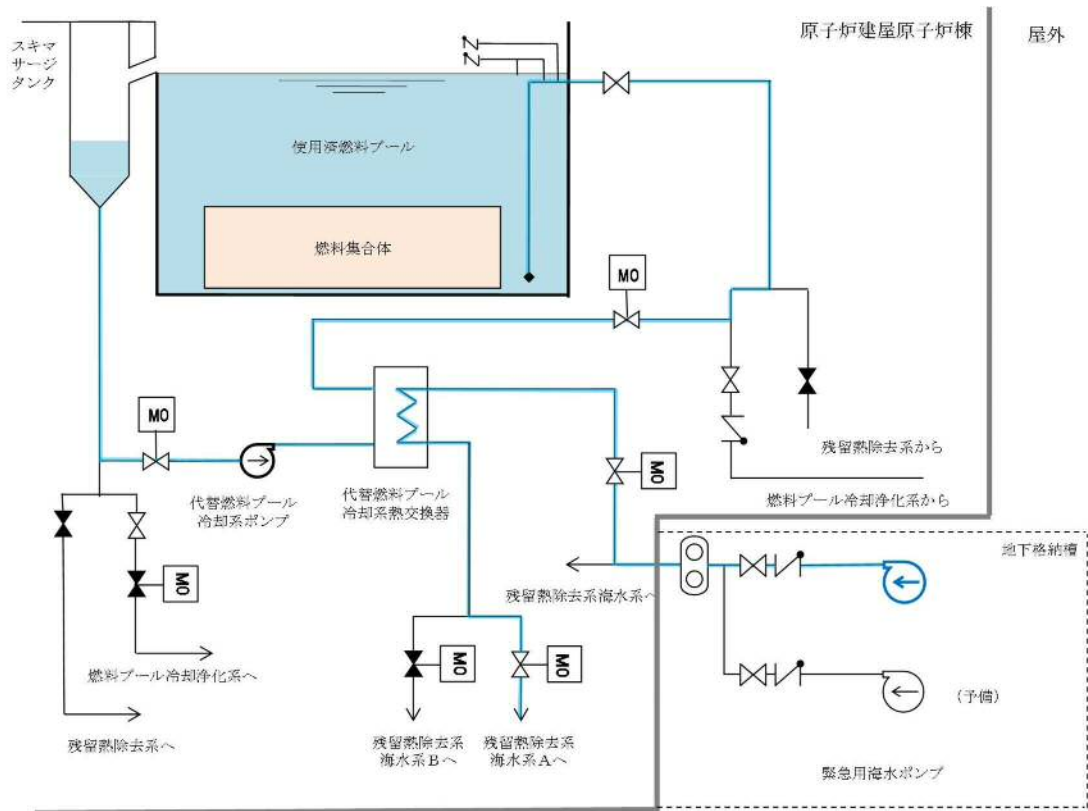 スキマ
サージ
タンク
原子炉建屋原子炉棟
屋外
使用済燃料プール
燃料集合体
MO
MO
代替燃料プール
冷却系ポンプ
代替燃料プール
冷却系熱交換器
MO
残留熱除去系から
燃料プール冷却浄化系から
地下格納槽
残留熱除去系海水系へ
MO
燃料プール冷却浄化系へ
残留熱除去系へ
MO
MO
残留熱除去系
海水系Bへ
残留熱除去系
海水系Aへ
(予備)
緊急用海水ポンプ